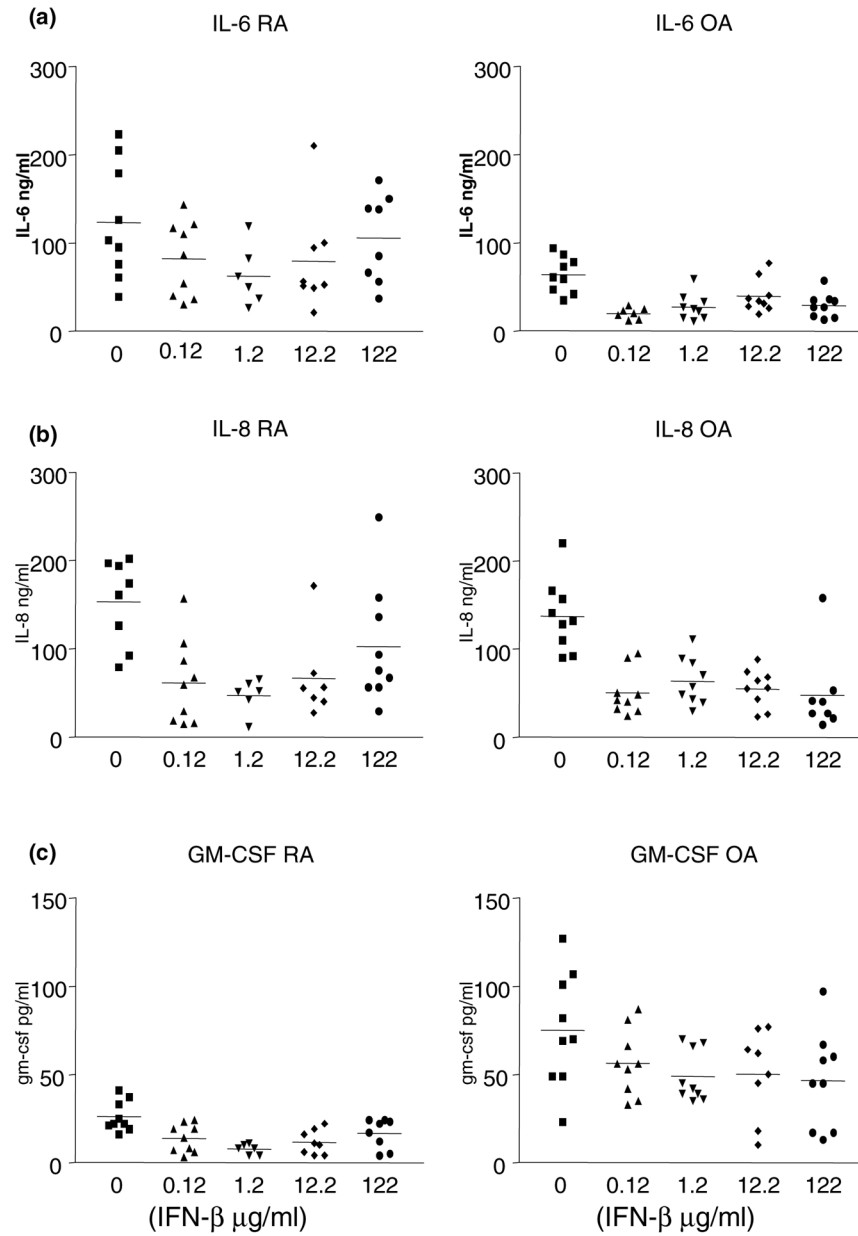 (a)
IL-6 RA
IL-6 OA
300
200
100
0
IL-6 ng/ml
0 0.12 1.2 12.2 122
300
200
100
0
IL-6 ng/ml
0 0.12 1.2 12.2 122
(b)
IL-8 RA
IL-8 OA
300
200
100
0
IL-8 ng/ml
0 0.12 1.2 12.2 122
300
200
100
0
IL-8 ng/ml
0 0.12 1.2 12.2 122
(c)
GM-CSF RA
GM-CSF OA
150
100
50
0
gm-csf pg/ml
0 0.12 1.2 12.2 122
(IFN-β μg/ml)
150
100
50
0
gm-csf pg/ml
0 0.12 1.2 12.2 122
(IFN-β μg/ml)